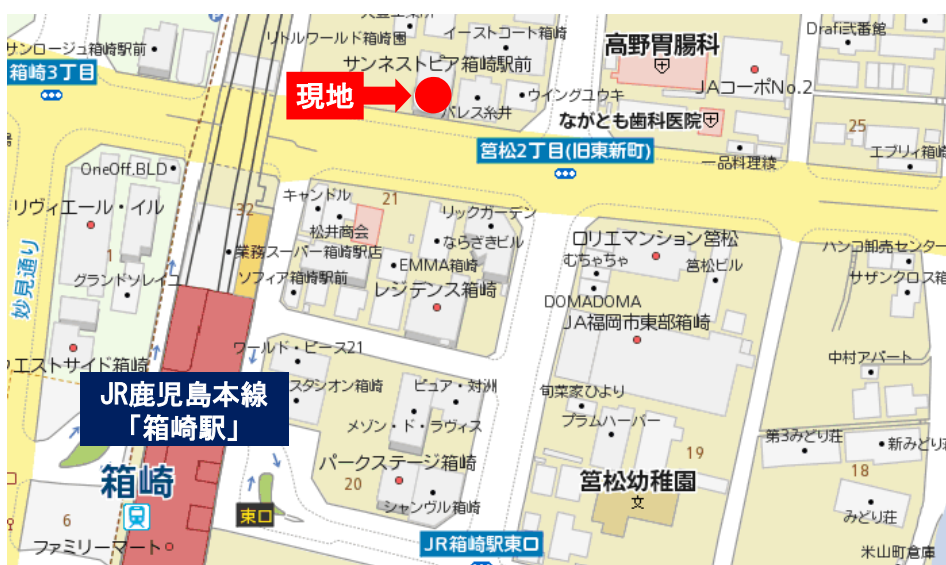 リトルワールド箱崎園
イーストコート箱崎
Drafi弐番館
サンロージュ箱崎駅前
高野胃腸科
サンネストピア箱崎駅前
箱崎3丁目
JAコーポNo.2
現地
ウイングユウキ
パレス糸井
ながとも歯科医院
25
筥松2丁目(旧東新町)
一品料理綾
エブリィ箱崎
OneOff.BLD
キャンドル
21
リヴィエール・イル
32
リックガーデン
松井商会
ならざきビル
ロリエマンション筥松
ハンコ卸売センター
1
業務スーパー箱崎駅店
むちゃちゃ
筥松ビル
EMMA箱崎
グランドソレイユ
ソフィア箱崎駅前
サザンクロス箱
妙見通り
レジデンス箱崎
DOMADOMA
JA福岡市東部箱崎
ワールド・ピース21
中村アパート
ウエストサイド箱崎
スタシオン箱崎
ピュア・対洲
旬菜家ひより
JR鹿児島本線
「箱崎駅」
メゾン・ド・ラヴィス
プラムハーバー
第3みどり荘
新みどり荘
19
パークステージ箱崎
18
箱崎
20
筥松幼稚園
文
シャンヴル箱崎
東口
みどり荘
6
ファミリーマート
JR箱崎駅東口
米山町倉庫